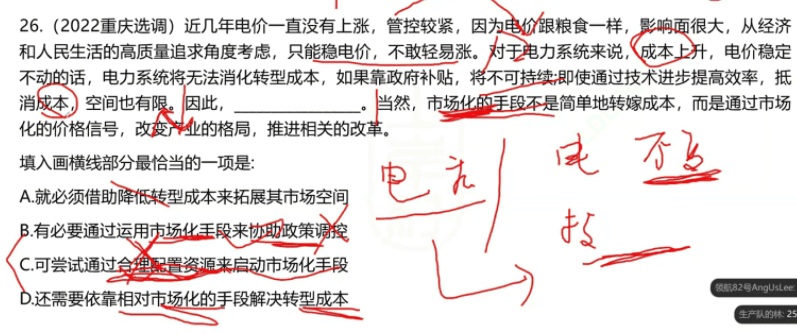 26.（2022重庆选调）近几年电价一直没有上涨，管控较紧，因为电价跟粮食一样，影响面很大，从经济
和人民生活的高质量追求角度考虑，只能稳电价，不敢轻易涨。对于电力系统来说，成本上升，电价稳定
不动的话，电力系统将无法消化转型成本，如果靠政府补贴，将不可持续;即使通过技术进步提高效率，抵
消成本，空间也有限。因此，________________。当然，市场化的手段不是简单地转嫁成本，而是通过市场
化的价格信号，改变产业的格局，推进相关的改革。
填入画横线部分最恰当的一项是:
A.就必须借助降低转型成本来拓展其市场空间
B.有必要通过运用市场化手段来协助政策调控
C.可尝试通过合理配置资源来启动市场化手段
D.还需要依靠相对市场化的手段解决转型成本
电
电
技
领航82号AngUsLee:
生产队的林: 25